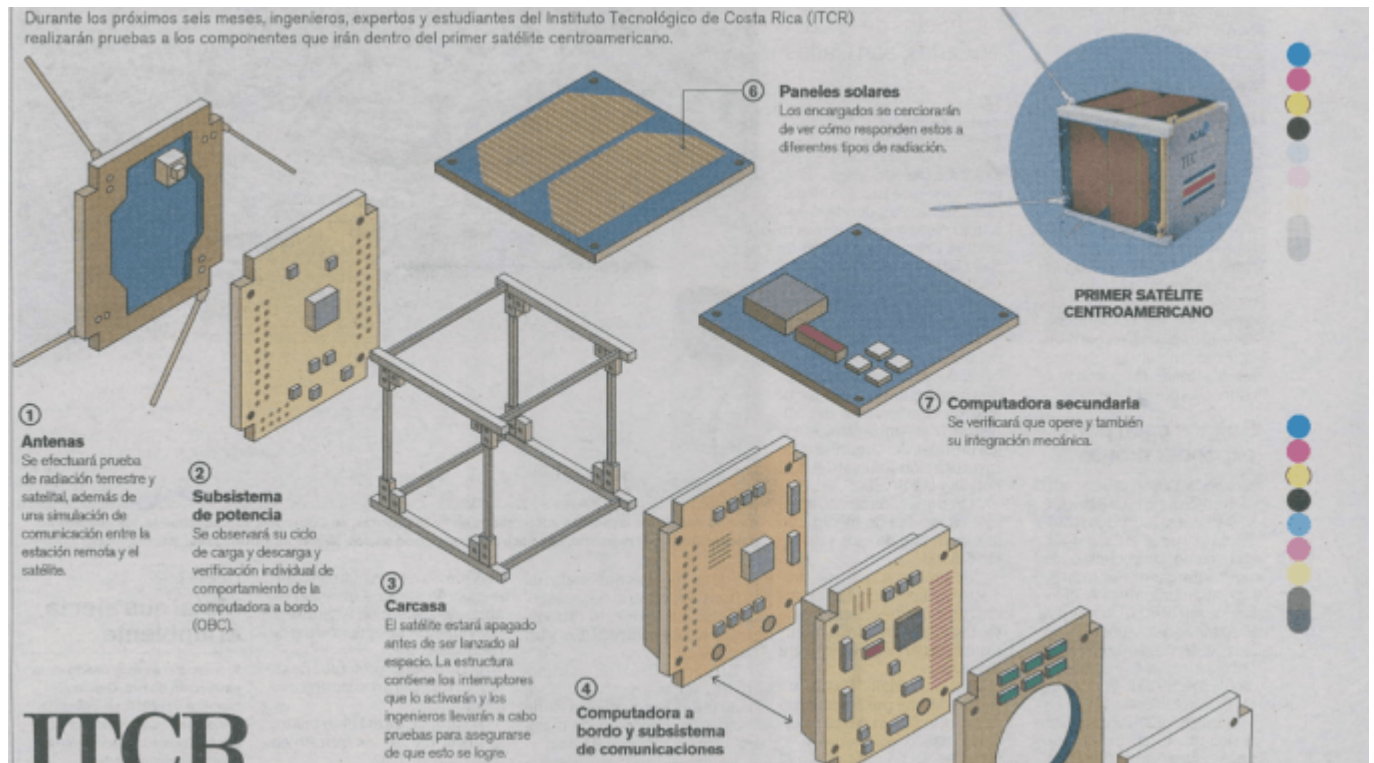 Durante los próximos seis meses, ingenieros, expertos y estudiantes del Instituto Tecnológico de Costa Rica (ITCR)
realizarán pruebas a los componentes que irán dentro del primer satélite centroamericano.
6 Paneles solares
Los encargados se cerciorarán
de ver cómo responden estos a
diferentes tipos de radiación.
TEC
PRIMER SATÉLITE
CENTROAMERICANO
7 Computadora secundaria
Se verificará que opere y también
su integración mecánica.
1
Antenas
Se efectuará prueba
de radiación terrestre y
satelital, además de
una simulación de
comunicación entre la
estación remota y el
satélite.
2
Subsistema
de potencia
Se observará su ciclo
de carga y descarga y
verificación individual de
comportamiento de la
computadora a bordo
(OBC).
3
Carcasa
El satélite estará apagado
antes de ser lanzado al
espacio. La estructura
contiene los interruptores
que lo activarán y los
ingenieros llevarán a cabo
pruebas para asegurarse
de que esto se logre.
4
Computadora a
bordo y subsistema
de comunicaciones
ITCR